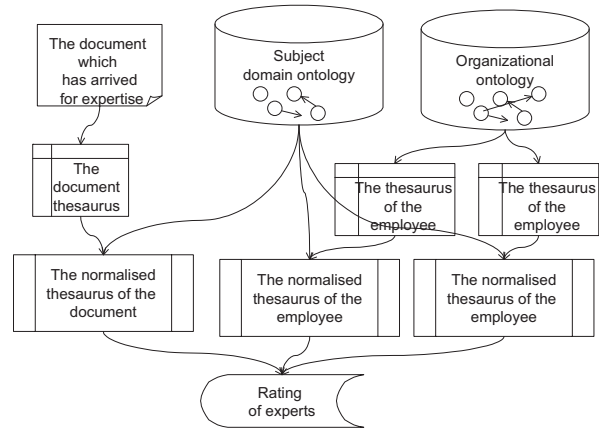 The document
which
has arrived
for expertise
Subject
domain ontology
Organizational
ontology
The
document
thesaurus
The thesaurus
of the
employee
The thesaurus
of the
employee
The normalised
thesaurus of the
document
The normalised
thesaurus of the
employee
The normalised
thesaurus of the
employee
Rating
of experts